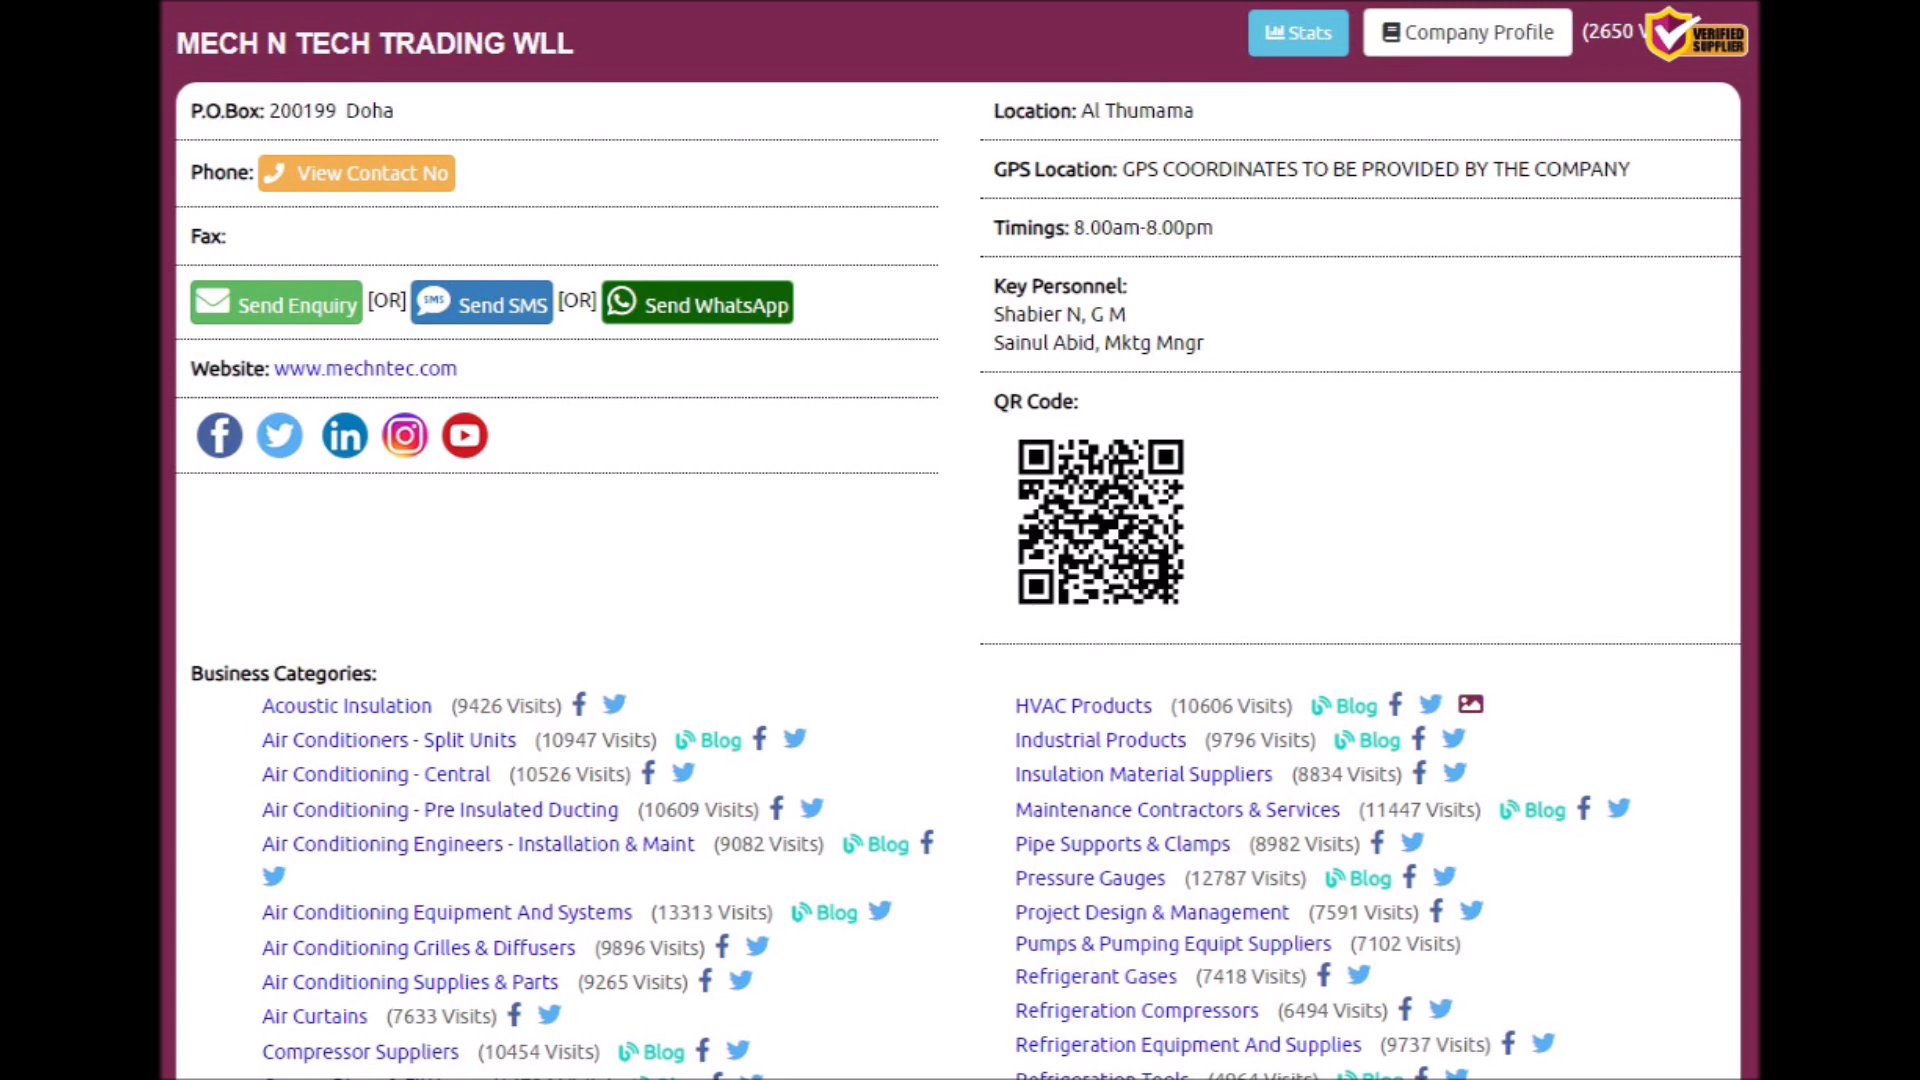 MECH N TECH TRADING WLL
Stats
Company Profile
(2650 V
VERIFIED
SUPPLIER
P.O.Box: 200199 Doha
Phone: View Contact No
Fax:
Send Enquiry [OR] SMS Send SMS [OR] Send WhatsApp
Website: www.mechntec.com
Location: Al Thumama
GPS Location: GPS COORDINATES TO BE PROVIDED BY THE COMPANY
Timings: 8.00am-8.00pm
Key Personnel:
Shabier N, G M
Sainul Abid, Mktg Mngr
QR Code:
Business Categories:
Acoustic Insulation (9426 Visits)
Air Conditioners - Split Units (10947 Visits) Blog
Air Conditioning - Central (10526 Visits)
Air Conditioning - Pre Insulated Ducting (10609 Visits)
Air Conditioning Engineers - Installation & Maint (9082 Visits) Blog
Air Conditioning Equipment And Systems (13313 Visits) Blog
Air Conditioning Grilles & Diffusers (9896 Visits)
Air Conditioning Supplies & Parts (9265 Visits)
Air Curtains (7633 Visits)
Compressor Suppliers (10454 Visits) Blog
HVAC Products (10606 Visits) Blog
Industrial Products (9796 Visits) Blog
Insulation Material Suppliers (8834 Visits)
Maintenance Contractors & Services (11447 Visits) Blog
Pipe Supports & Clamps (8982 Visits)
Pressure Gauges (12787 Visits) Blog
Project Design & Management (7591 Visits)
Pumps & Pumping Equipt Suppliers (7102 Visits)
Refrigerant Gases (7418 Visits)
Refrigeration Compressors (6494 Visits)
Refrigeration Equipment And Supplies (9737 Visits)
Refrigeration Tools (4964 Visits) Blog